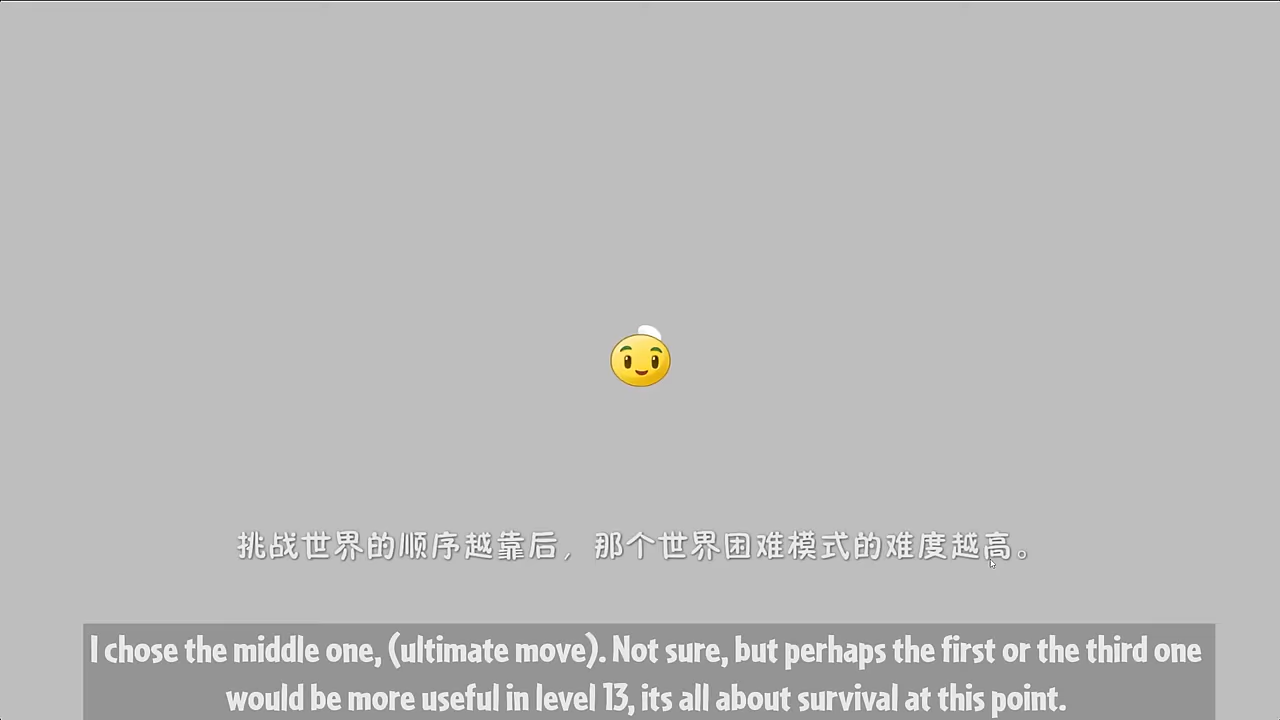 挑战世界的顺序越靠后，那个世界困难模式的难度越高。
I chose the middle one, (ultimate move). Not sure, but perhaps the first or the third one
would be more useful in level 13, its all about survival at this point.